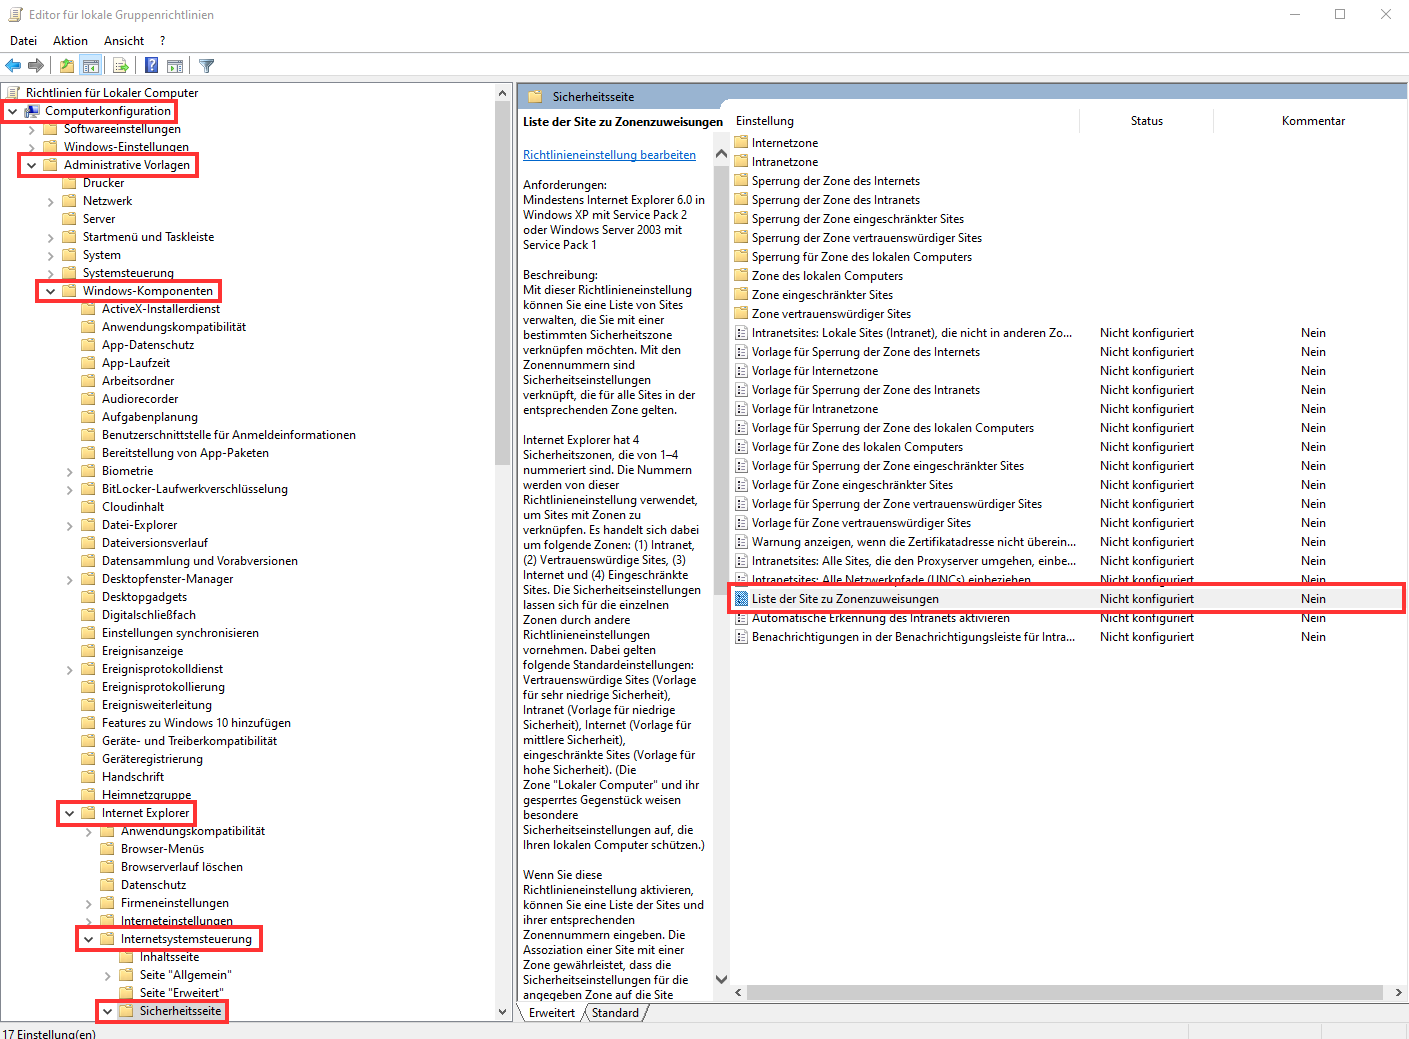 Editor für lokale Gruppenrichtlinien
Datei Aktion Ansicht ?
Richtlinien für Lokaler Computer
Computerkonfiguration
Softwareeinstellungen
Windows-Einstellungen
Administrative Vorlagen
Drucker
Netzwerk
Server
Startmenü und Taskleiste
System
Systemsteuerung
Windows-Komponenten
ActiveX-Installerdienst
Anwendungskompatibilität
App-Datenschutz
App-Laufzeit
Arbeitsordner
Audiorecorder
Aufgabenplanung
Benutzerschnittstelle für Anmeldeinformationen
Bereitstellung von App-Paketen
Biometrie
BitLocker-Laufwerkverschlüsselung
Cloudinhalt
Datei-Explorer
Dateiversionsverlauf
Datensammlung und Vorabversionen
Desktopfenster-Manager
Desktopgadgets
Digitalschließfach
Einstellungen synchronisieren
Ereignisanzeige
Ereignisprotokolldienst
Ereignisprotokollierung
Ereignisweiterleitung
Features zu Windows 10 hinzufügen
Geräte- und Treiberkompatibilität
Geräteregistrierung
Handschrift
Heimnetzgruppe
Internet Explorer
Anwendungskompatibilität
Browser-Menüs
Browserverlauf löschen
Datenschutz
Firmeneinstellungen
Interneteinstellungen
Internetsystemsteuerung
Inhaltsseite
Seite "Allgemein"
Seite "Erweitert"
Sicherheitsseite
Sicherheitsseite
Liste der Site zu Zonenzuweisungen
Richtlinieneinstellung bearbeiten
Anforderungen:
Mindestens Internet Explorer 6.0 in
Windows XP mit Service Pack 2
oder Windows Server 2003 mit
Service Pack 1
Beschreibung:
Mit dieser Richtlinieneinstellung
können Sie eine Liste von Sites
verwalten, die Sie mit einer
bestimmten Sicherheitszone
verknüpfen möchten. Mit den
Zonennummern sind
Sicherheitseinstellungen
verknüpft, die für alle Sites in der
entsprechenden Zone gelten.
Internet Explorer hat 4
Sicherheitszonen, die von 1–4
nummeriert sind. Die Nummern
werden von dieser
Richtlinieneinstellung verwendet,
um Sites mit Zonen zu
verknüpfen. Es handelt sich dabei
um folgende Zonen: (1) Intranet,
(2) Vertrauenswürdige Sites, (3)
Internet und (4) Eingeschränkte
Sites. Die Sicherheitseinstellungen
lassen sich für die einzelnen
Zonen durch andere
Richtlinieneinstellungen
vornehmen. Dabei gelten
folgende Standardeinstellungen:
Vertrauenswürdige Sites (Vorlage
für sehr niedrige Sicherheit),
Intranet (Vorlage für niedrige
Sicherheit), Internet (Vorlage für
mittlere Sicherheit),
eingeschränkte Sites (Vorlage für
hohe Sicherheit). (Die
Zone "Lokaler Computer" und ihr
gesperrtes Gegenstück weisen
besondere
Sicherheitseinstellungen auf, die
Ihren lokalen Computer schützen.)
Wenn Sie diese
Richtlinieneinstellung aktivieren,
können Sie eine Liste der Sites und
ihrer entsprechenden
Zonennummern eingeben. Die
Assoziation einer Site mit einer
Zone gewährleistet, dass die
Sicherheitseinstellungen für die
angegeben Zone auf die Site
Einstellung Status Kommentar
Internetzone
Intranetzone
Sperrung der Zone des Internets
Sperrung der Zone des Intranets
Sperrung der Zone eingeschränkter Sites
Sperrung der Zone vertrauenswürdiger Sites
Sperrung für Zone des lokalen Computers
Zone des lokalen Computers
Zone eingeschränkter Sites
Zone vertrauenswürdiger Sites
Intranetsites: Lokale Sites (Intranet), die nicht in anderen Zo... Nicht konfiguriert Nein
Vorlage für Sperrung der Zone des Internets Nicht konfiguriert Nein
Vorlage für Internetzone Nicht konfiguriert Nein
Vorlage für Sperrung der Zone des Intranets Nicht konfiguriert Nein
Vorlage für Intranetzone Nicht konfiguriert Nein
Vorlage für Sperrung der Zone des lokalen Computers Nicht konfiguriert Nein
Vorlage für Zone des lokalen Computers Nicht konfiguriert Nein
Vorlage für Sperrung der Zone eingeschränkter Sites Nicht konfiguriert Nein
Vorlage für Zone eingeschränkter Sites Nicht konfiguriert Nein
Vorlage für Sperrung der Zone vertrauenswürdiger Sites Nicht konfiguriert Nein
Vorlage für Zone vertrauenswürdiger Sites Nicht konfiguriert Nein
Warnung anzeigen, wenn die Zertifikatadresse nicht überein... Nicht konfiguriert Nein
Intranetsites: Alle Sites, die den Proxyserver umgehen, einbe... Nicht konfiguriert Nein
Intranetsites: Alle Netzwerkpfade (UNCs) einbeziehen Nicht konfiguriert Nein
Liste der Site zu Zonenzuweisungen Nicht konfiguriert Nein
Automatische Erkennung des Intranets aktivieren Nicht konfiguriert Nein
Benachrichtigungen in der Benachrichtigungsleiste für Intra... Nicht konfiguriert Nein
Erweitert Standard
17 Einstellung(en)